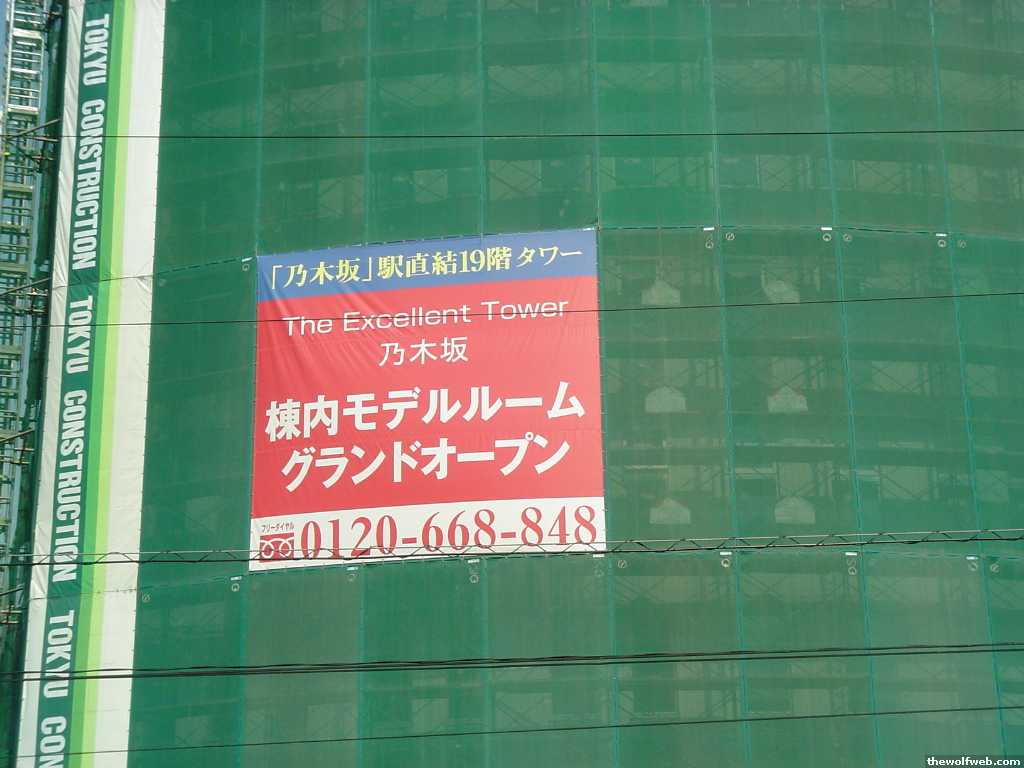 TOKYU CONSTRUCTION
TOKYU CONSTRUCTION
TOKYU CON
「乃木坂」駅直結19階タワー
The Excellent Tower
乃木坂
棟内モデルルーム
グランドオープン
フリーダイヤル
0120-668-848
thewolfweb.com